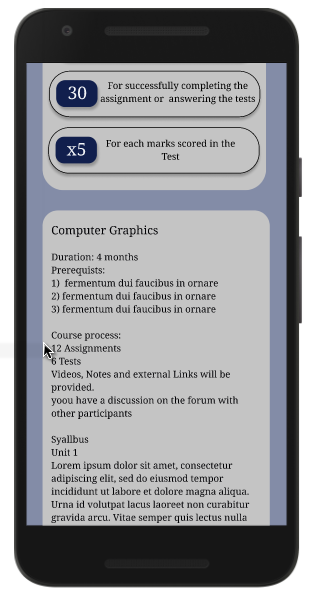 30
For successfully completing the
assignment or answering the tests
x5
For each marks scored in the
Test
Computer Graphics
Duration: 4 months
Prerequists:
1) fermentum dui faucibus in ornare
2) fermentum dui faucibus in ornare
3) fermentum dui faucibus in ornare
Course process:
12 Assignments
6 Tests
Videos, Notes and external Links will be
provided.
yoou have a discussion on the forum with
other participants
Syallbus
Unit 1
Lorem ipsum dolor sit amet, consectetur
adipiscing elit, sed do eiusmod tempor
incididunt ut labore et dolore magna aliqua.
Urna id volutpat lacus laoreet non curabitur
gravida arcu. Vitae semper quis lectus nulla